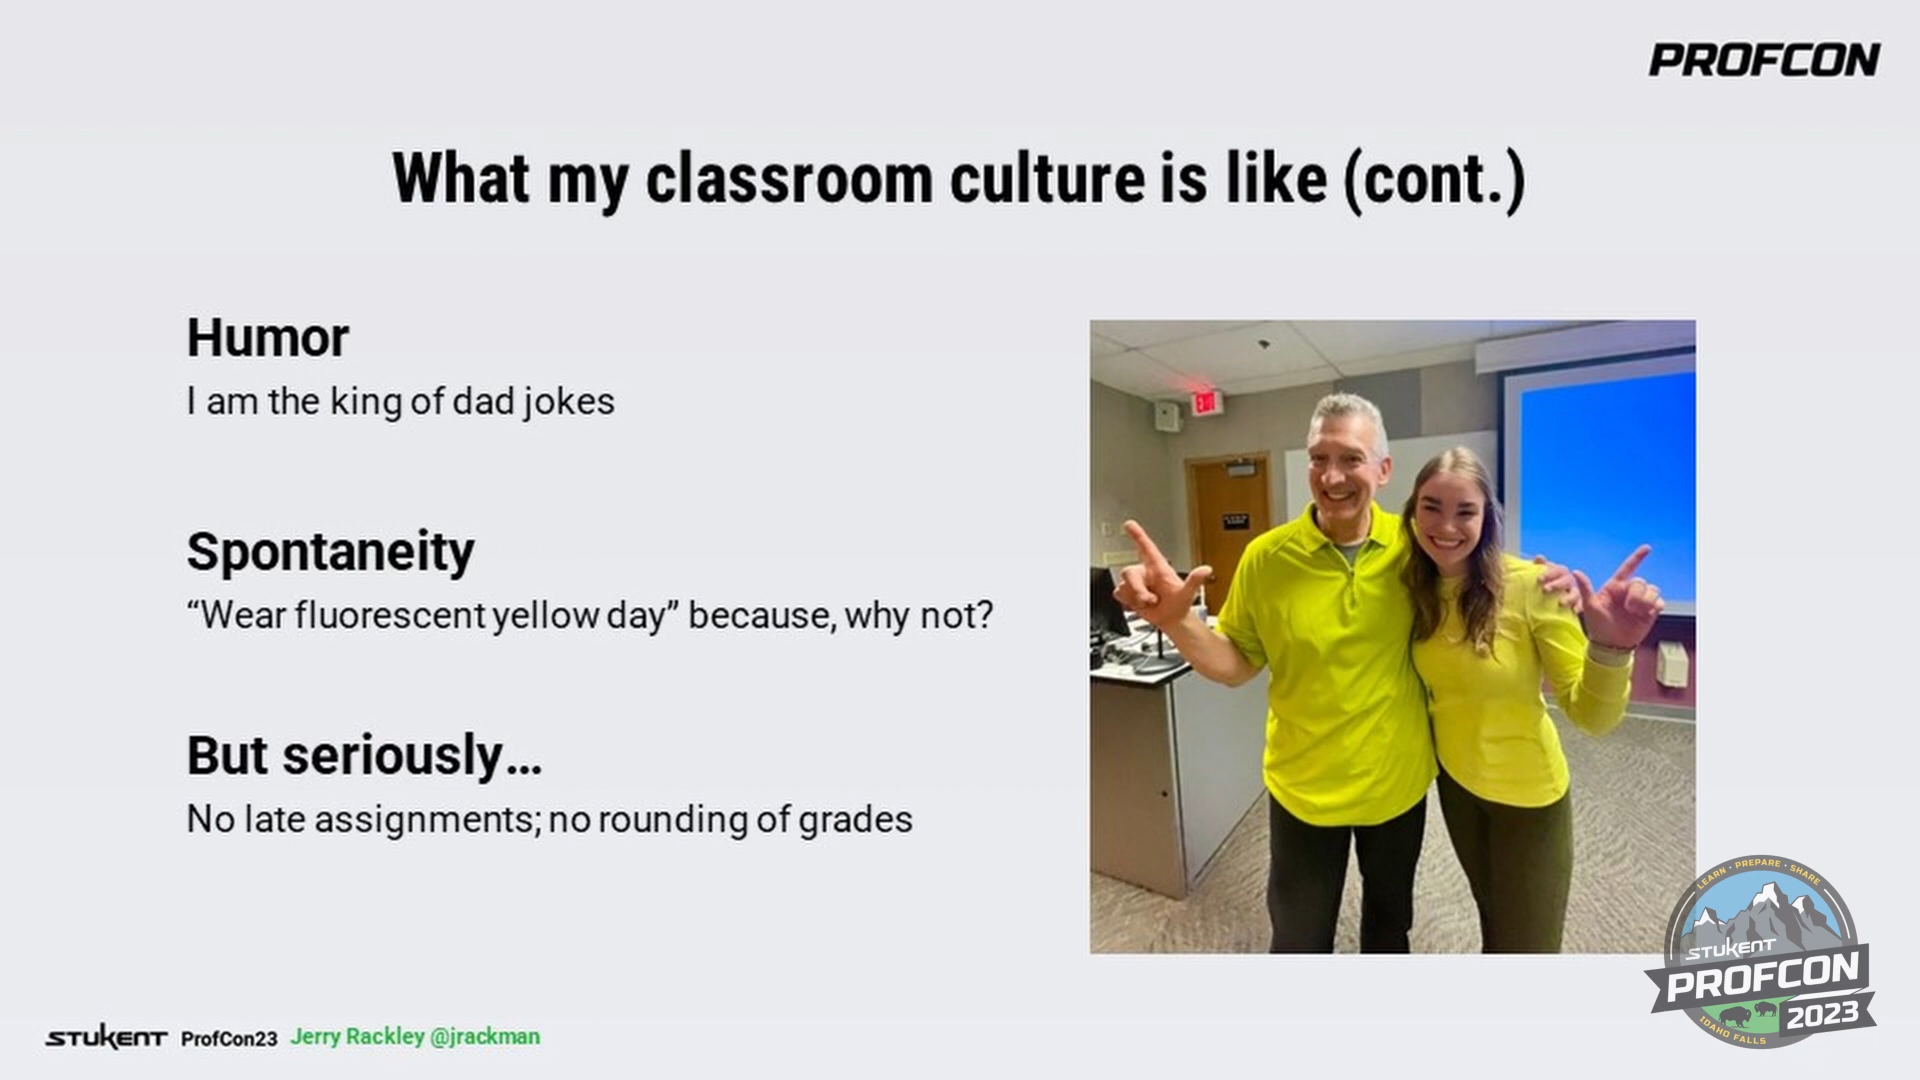 PROFCON
What my classroom culture is like (cont.)
Humor
I am the king of dad jokes
Spontaneity
“Wear fluorescent yellow day” because, why not?
But seriously...
No late assignments; no rounding of grades
EXIT
LEARN • PREPARE • SHARE
STUKENT
PROFCON
2023
IDAHO FALLS
STUKENT ProfCon23 Jerry Rackley @jrackman